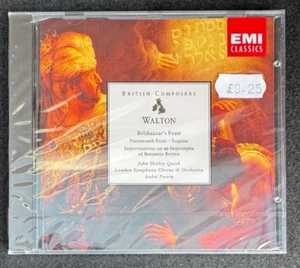 EMI
CLASSICS
£9.25
BRITISH COMPOSERS
WALTON
Belshazzar's Feast
Portsmouth Point · Scapino
Improvisations on an Impromptu
of Benjamin Britten
John Shirley-Quirk
London Symphony Chorus & Orchestra
André Previn